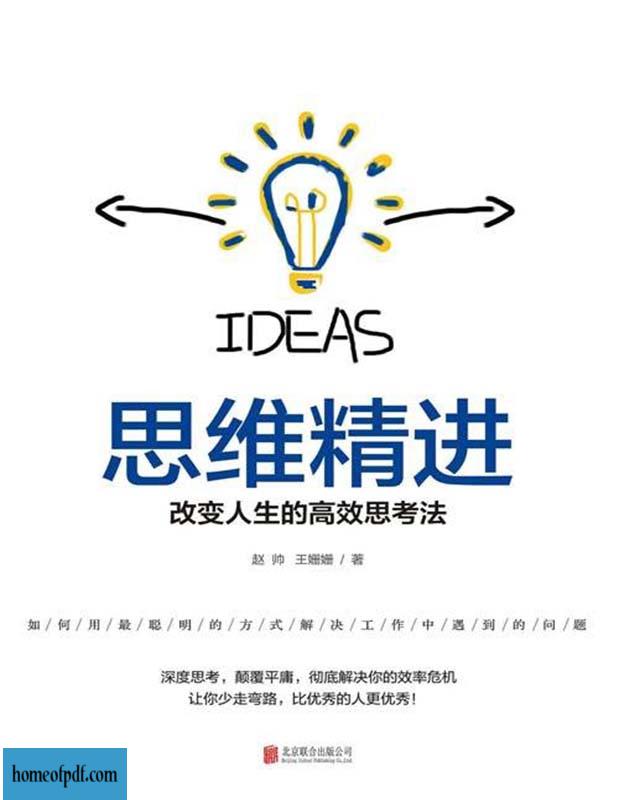 IDEAS
思维精进
改变人生的高效思考法
赵 帅 王姗姗/著
如/何/用/最/聪/明/的/方/式/解/决/工/作/中/遇/到/的/问/题
深度思考，颠覆平庸，彻底解决你的效率危机
让你少走弯路，比优秀的人更优秀！
北京联合出版公司
Beijing United Publishing Co.,Ltd.
homeofpdf.com